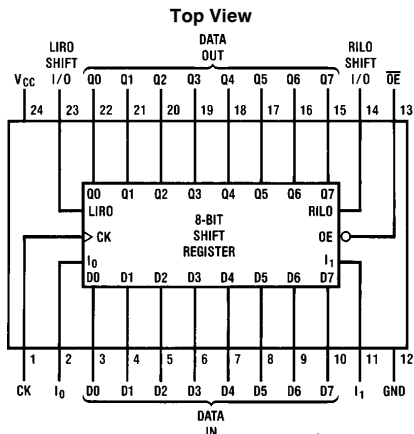 Top View
LIRO SHIFT I/O
DATA OUT
RILO SHIFT I/O
VCC Q0 Q1 Q2 Q3 Q4 Q5 Q6 Q7 OE
24 23 22 21 20 19 18 17 16 15 14 13
Q0 Q1 Q2 Q3 Q4 Q5 Q6 Q7
LIRO RILO
8-BIT
SHIFT
REGISTER
CK OE
I0 I1
D0 D1 D2 D3 D4 D5 D6 D7
1 2 3 4 5 6 7 8 9 10 11 12
CK I0 D0 D1 D2 D3 D4 D5 D6 D7 I1 GND
DATA
IN